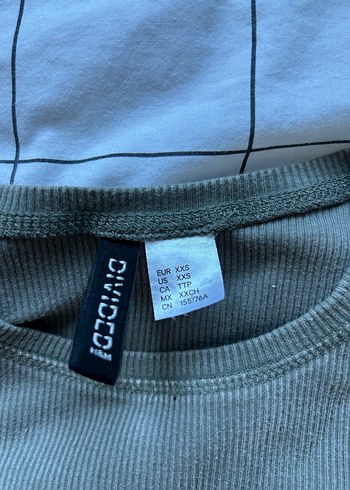 DIVIDED
H&M
EUR XXS
US XXS
CA TTP
MX XXCH
CN 155/76A